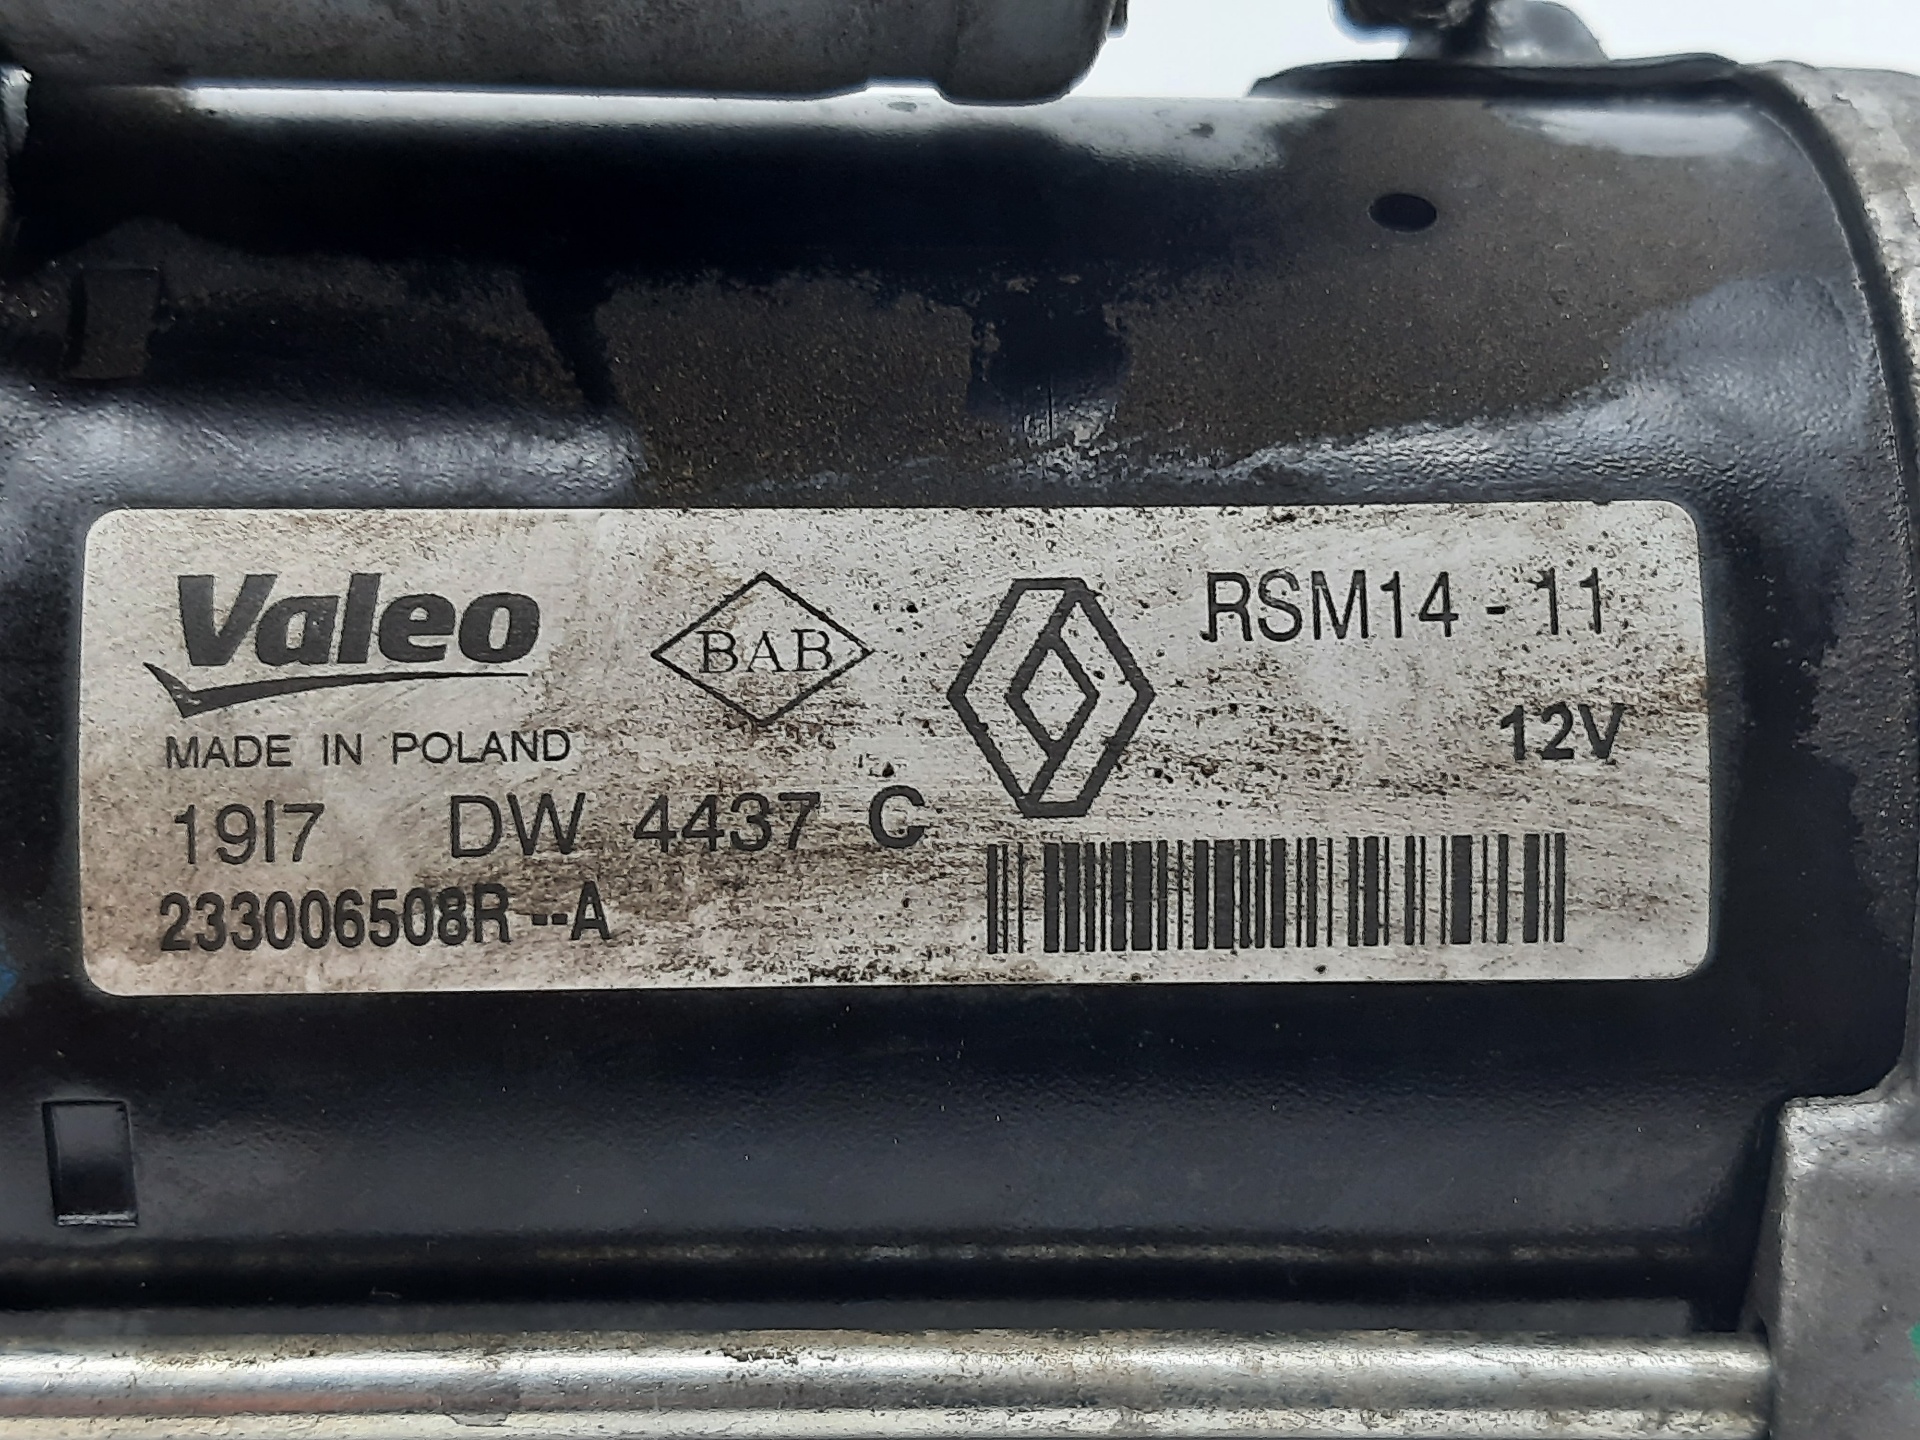 Valeo
BAB
RSM14 - 11
12V
MADE IN POLAND
19I7 DW 4437 C
233006508R --A